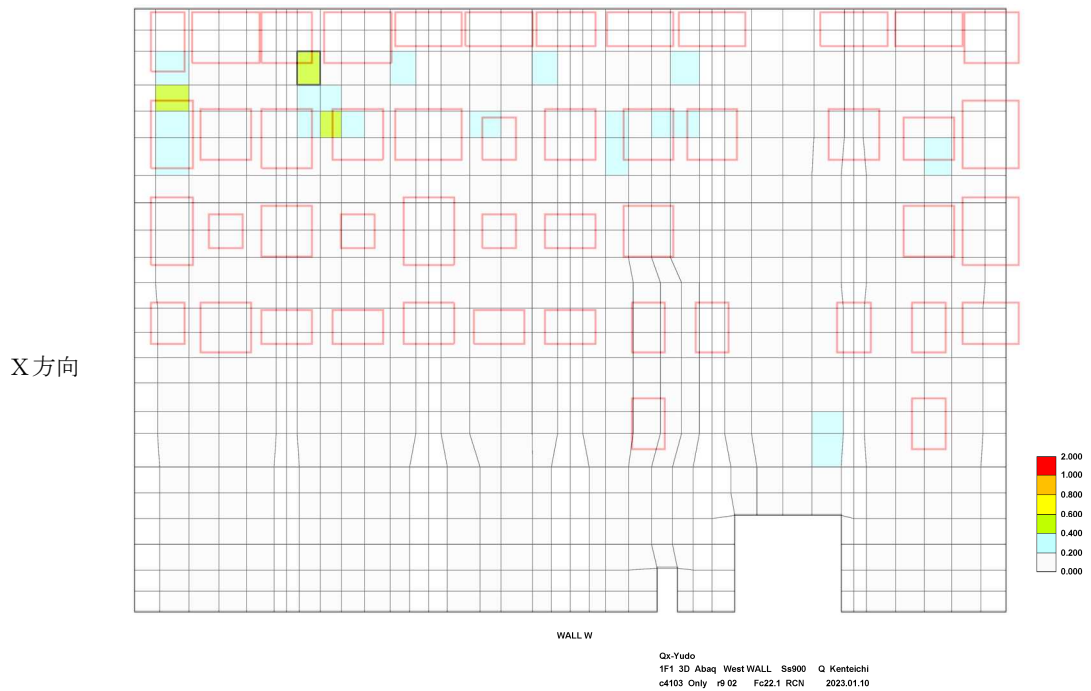 X方向
2.000
1.000
0.800
0.600
0.400
0.200
0.000
WALL W
Qx-Yudo
1F1 3D Abaq West WALL Ss900 Q Kenteichi
c4103 Only r9 02 Fc22.1 RCN 2023.01.10